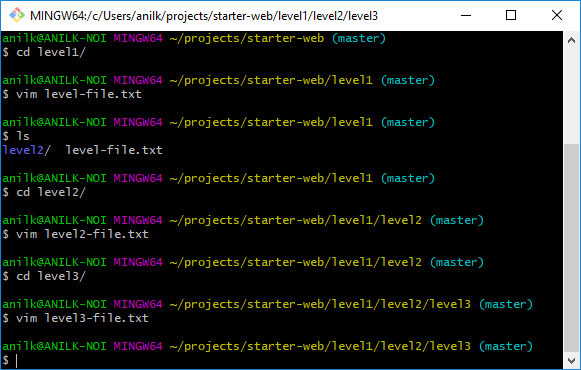 MINGW64:/c/Users/anilk/projects/starter-web/level1/level2/level3
anilk@ANILK-NOI MINGW64 ~/projects/starter-web (master)
$ cd level1/
anilk@ANILK-NOI MINGW64 ~/projects/starter-web/level1 (master)
$ vim level-file.txt
anilk@ANILK-NOI MINGW64 ~/projects/starter-web/level1 (master)
$ ls
level2/  level-file.txt
anilk@ANILK-NOI MINGW64 ~/projects/starter-web/level1 (master)
$ cd level2/
anilk@ANILK-NOI MINGW64 ~/projects/starter-web/level1/level2 (master)
$ vim level2-file.txt
anilk@ANILK-NOI MINGW64 ~/projects/starter-web/level1/level2 (master)
$ cd level3/
anilk@ANILK-NOI MINGW64 ~/projects/starter-web/level1/level2/level3 (master)
$ vim level3-file.txt
anilk@ANILK-NOI MINGW64 ~/projects/starter-web/level1/level2/level3 (master)
$